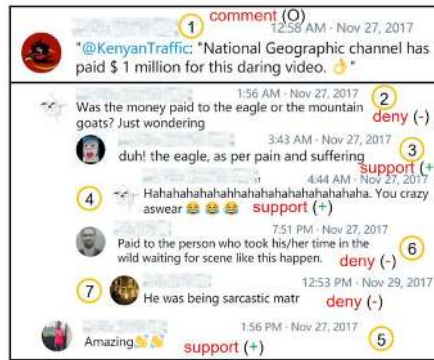 1 comment (O)
12:58 AM - Nov 27, 2017
"@KenyanTraffic: "National Geographic channel has
paid $ 1 million for this daring video. 👌"
1:56 AM - Nov 27, 2017 2
Was the money paid to the eagle or the mountain
goats? Just wondering deny (-)
3:43 AM - Nov 27, 2017 3
duh! the eagle, as per pain and suffering
support (+
4:44 AM - Nov 27, 2017
4 Hahahahahahahhahahahahahahahahaha. You crazy
aswear 😂 😂 😂 support (+)
7:51 PM - Nov 27, 2017
Paid to the person who took his/her time in the 6
wild waiting for scene like this happen. deny (-)
7 12:53 PM - Nov 29, 2017
He was being sarcastic matr deny (-)
1:56 PM - Nov 27, 2017
Amazing👏👏 support (+) 5